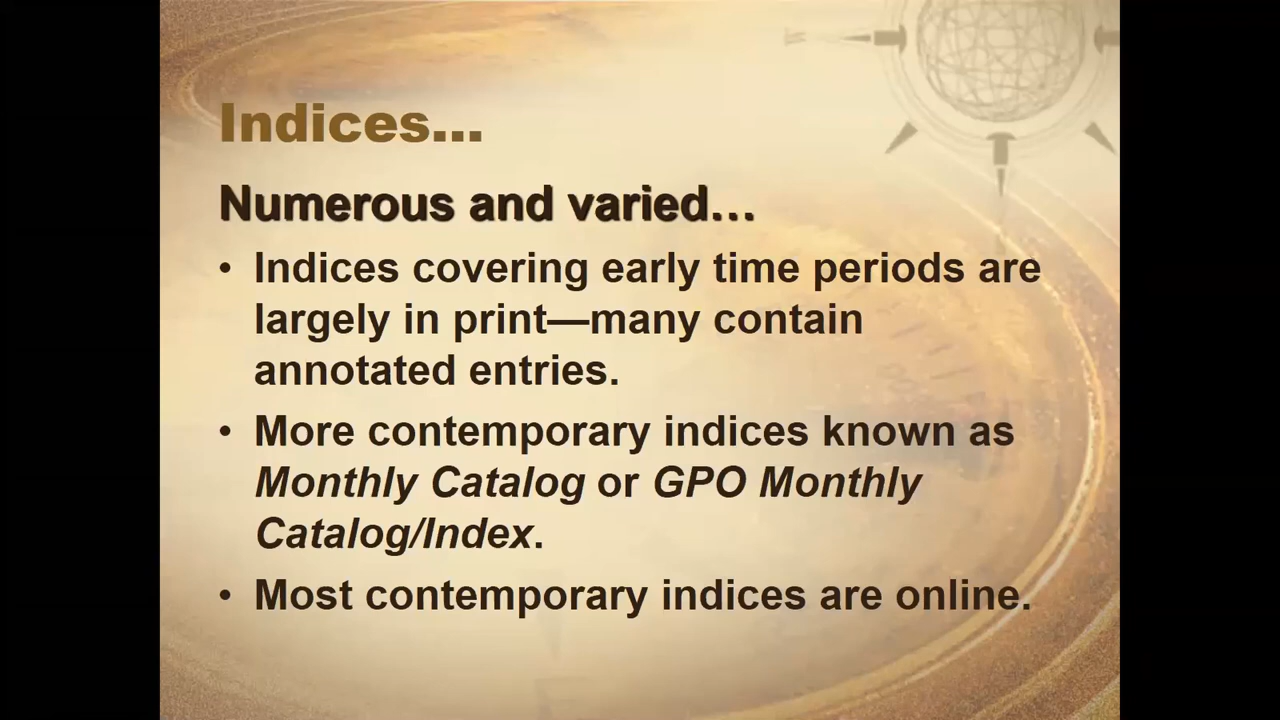 Indices...
Numerous and varied...
• Indices covering early time periods are
largely in print—many contain
annotated entries.
• More contemporary indices known as
Monthly Catalog or GPO Monthly
Catalog/Index.
• Most contemporary indices are online.